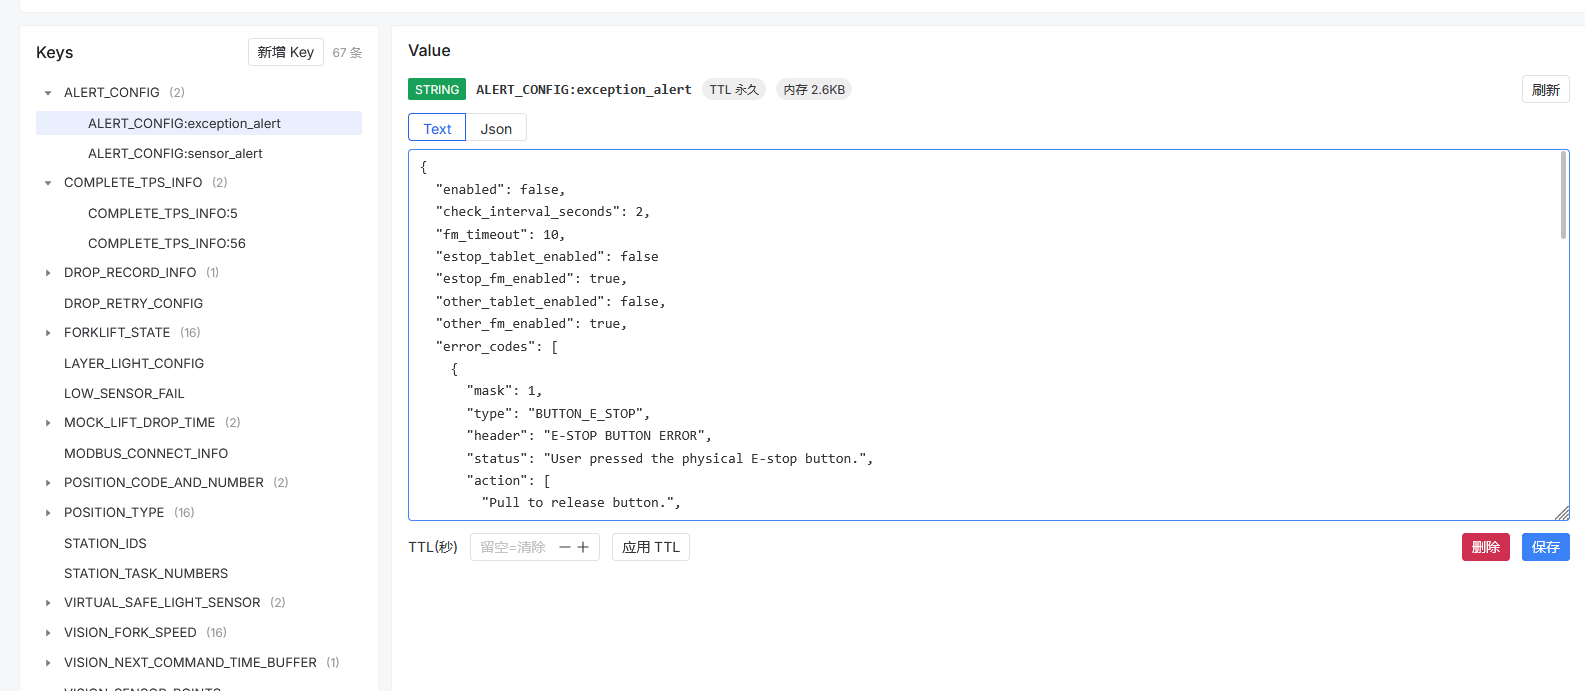 Keys
新增 Key
67 条
ALERT_CONFIG (2)
ALERT_CONFIG:exception_alert
ALERT_CONFIG:sensor_alert
COMPLETE_TPS_INFO (2)
COMPLETE_TPS_INFO:5
COMPLETE_TPS_INFO:56
DROP_RECORD_INFO (1)
DROP_RETRY_CONFIG
FORKLIFT_STATE (16)
LAYER_LIGHT_CONFIG
LOW_SENSOR_FAIL
MOCK_LIFT_DROP_TIME (2)
MODBUS_CONNECT_INFO
POSITION_CODE_AND_NUMBER (2)
POSITION_TYPE (16)
STATION_IDS
STATION_TASK_NUMBERS
VIRTUAL_SAFE_LIGHT_SENSOR (2)
VISION_FORK_SPEED (16)
VISION_NEXT_COMMAND_TIME_BUFFER (1)
VISION_SENSOR_POINTS
Value
STRING ALERT_CONFIG:exception_alert TTL 永久 内存 2.6KB 刷新
Text Json
{
  "enabled": false,
  "check_interval_seconds": 2,
  "fm_timeout": 10,
  "estop_tablet_enabled": false
  "estop_fm_enabled": true,
  "other_tablet_enabled": false,
  "other_fm_enabled": true,
  "error_codes": [
    {
      "mask": 1,
      "type": "BUTTON_E_STOP",
      "header": "E-STOP BUTTON ERROR",
      "status": "User pressed the physical E-stop button.",
      "action": [
        "Pull to release button.",
TTL(秒) 留空=清除 应用 TTL 删除 保存